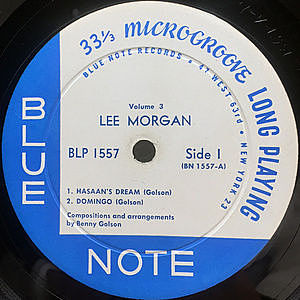 33⅓ MICROGROOVE LONG PLAYING
BLUE NOTE RECORDS • 47 WEST 63rd • NEW YORK 23
Volume 3
LEE MORGAN
BLP 1557
Side 1
(BN 1557-A)
1. HASAAN'S DREAM (Golson)
2. DOMINGO (Golson)
Compositions and arrangements
by Benny Golson
BLUE
NOTE